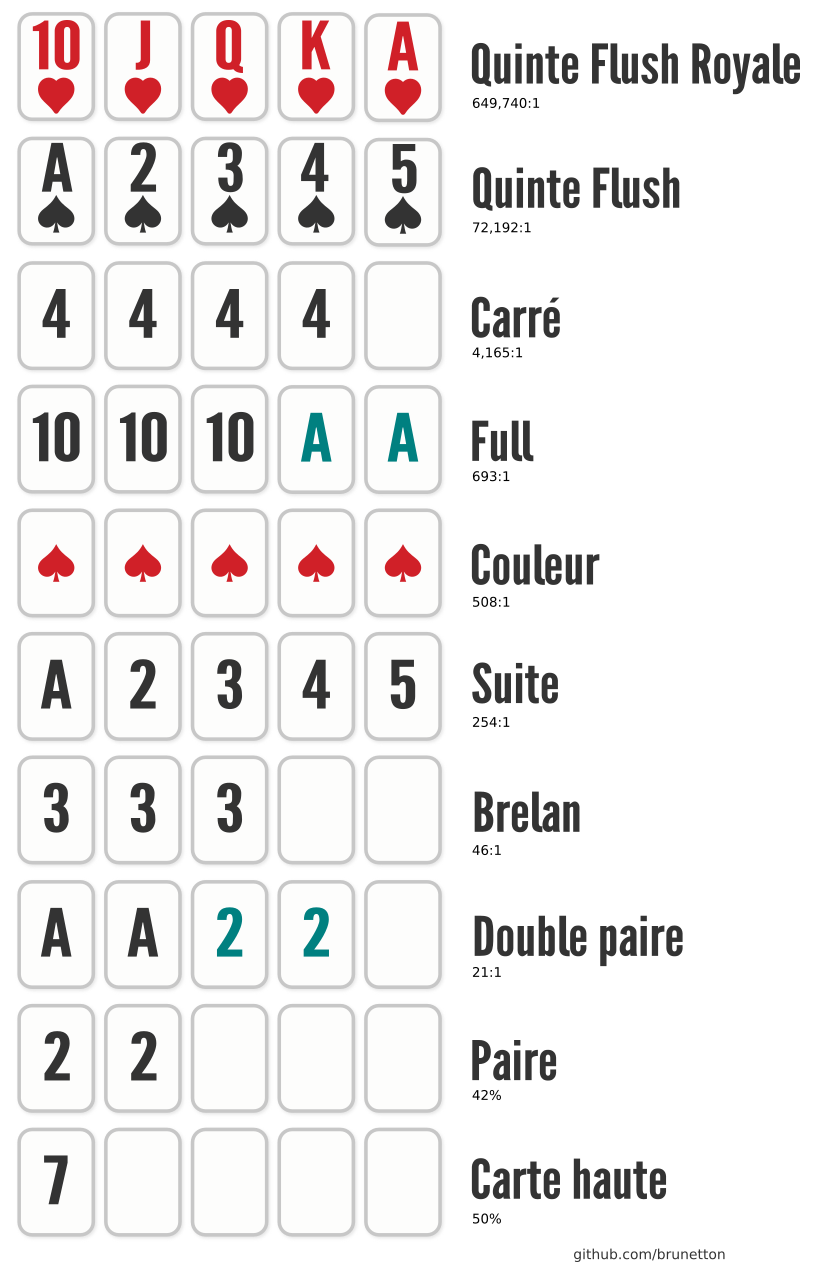 10 J Q K A
Quinte Flush Royale
649,740:1
A 2 3 4 5
Quinte Flush
72,192:1
4 4 4 4
Carré
4,165:1
10 10 10 A A
Full
693:1
Couleur
508:1
A 2 3 4 5
Suite
254:1
3 3 3
Brelan
46:1
A A 2 2
Double paire
21:1
2 2
Paire
42%
7
Carte haute
50%
github.com/brunetton